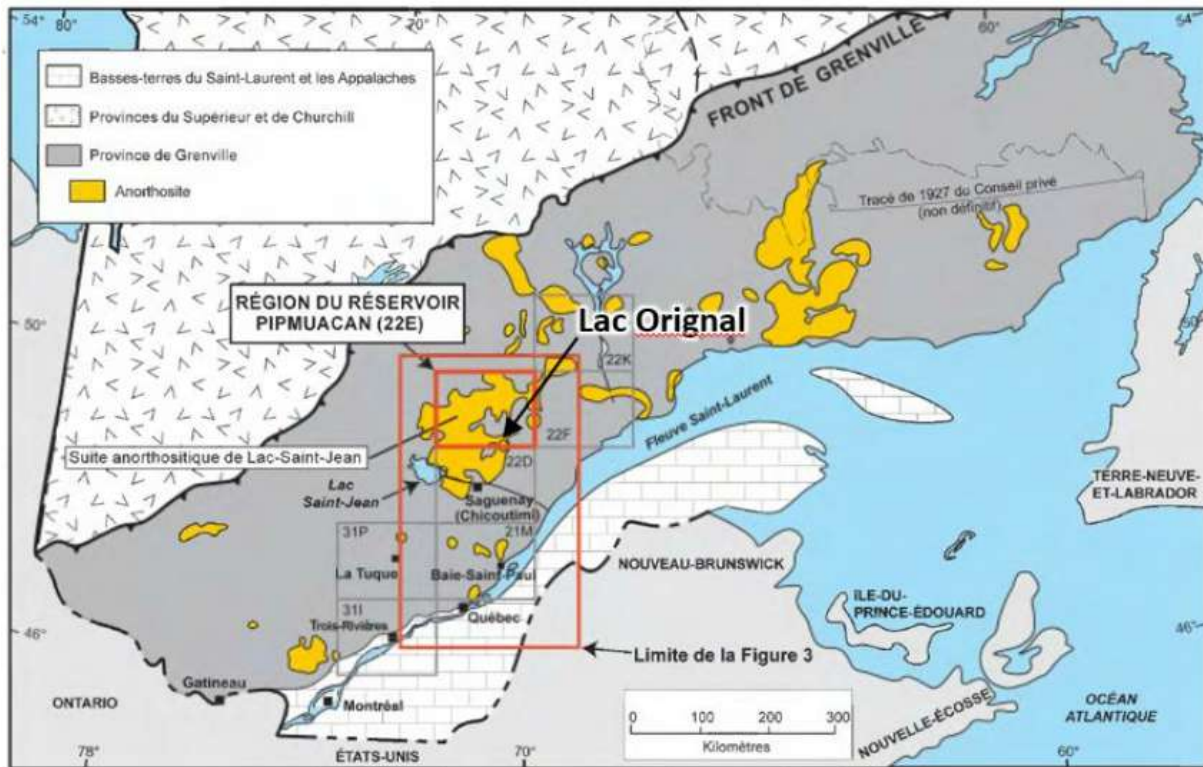 54°
80°
70°
60°
54°
Basses-terres du Saint-Laurent et les Appalaches
Provinces du Supérieur et de Churchill
Province de Grenville
Anorthosite
FRONT DE GRENVILLE
Tracé de 1927 du Conseil privé
(non définitif)
50°
RÉGION DU RÉSERVOIR
PIPMUACAN (22E)
Lac Orignal
50°
22K
22F
Fleuve Saint-Laurent
Suite anorthositique de Lac-Saint-Jean
22D
Lac
Saint-Jean
Saguenay
(Chicoutimi)
TERRE-NEUVE-
ET-LABRADOR
31P
21M
La Tuque
Baie-Saint-Paul
NOUVEAU-BRUNSWICK
ILE-DU-
PRINCE-ÉDOUARD
31I
Trois-Rivières
Québec
46°
46°
Limite de la Figure 3
Gatineau
ONTARIO
Montréal
0 100 200 300
Kilomètres
NOUVELLE-ÉCOSSE
OCÉAN
ATLANTIQUE
78°
ÉTATS-UNIS
70°
60°